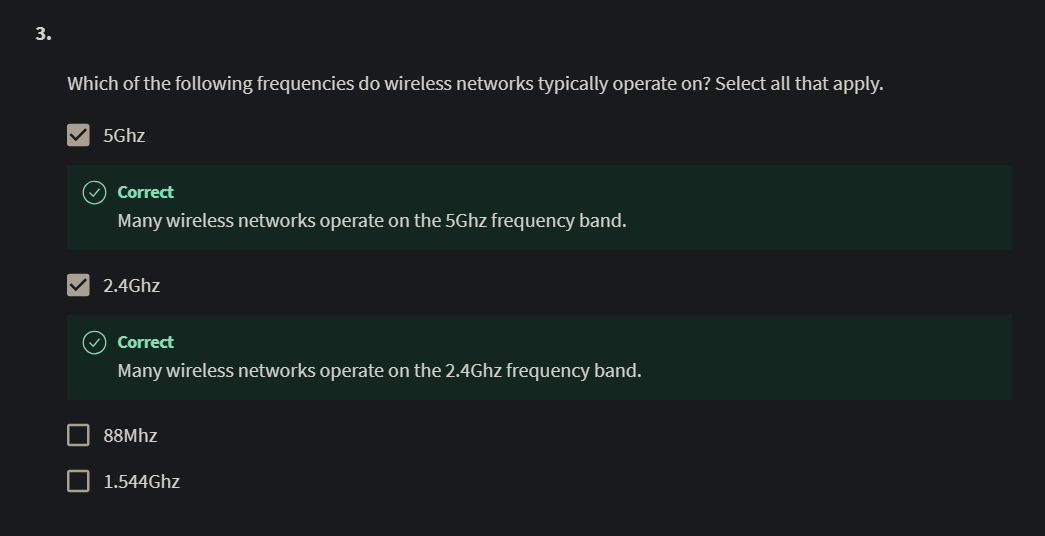 3.
Which of the following frequencies do wireless networks typically operate on? Select all that apply.
5Ghz
Correct
Many wireless networks operate on the 5Ghz frequency band.
2.4Ghz
Correct
Many wireless networks operate on the 2.4Ghz frequency band.
88Mhz
1.544Ghz